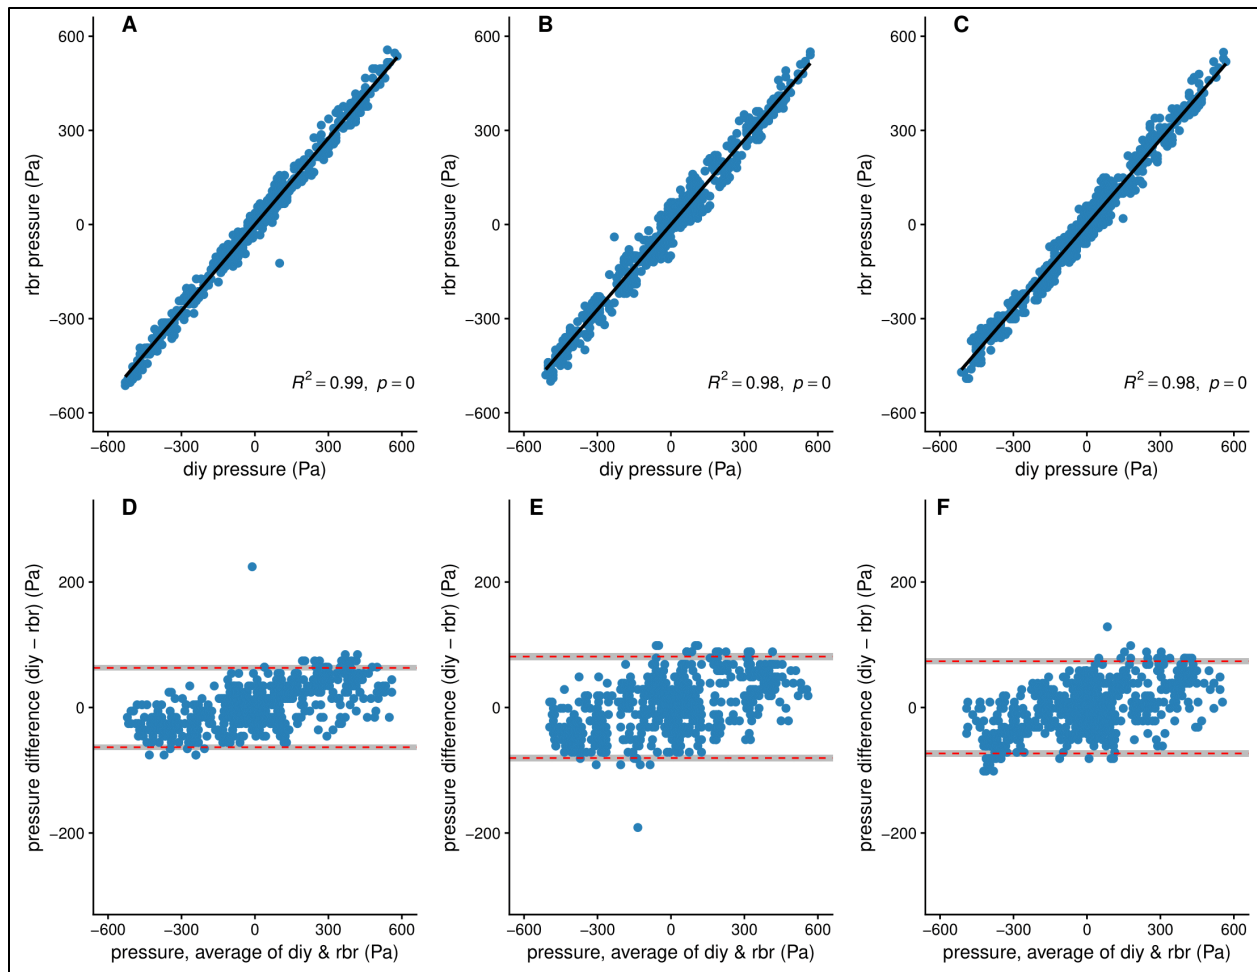 A
B
C
rbr pressure (Pa)
600
300
0
−300
−600
R² = 0.99, p = 0
−600 −300 0 300 600
diy pressure (Pa)
rbr pressure (Pa)
600
300
0
−300
−600
R² = 0.98, p = 0
−600 −300 0 300 600
diy pressure (Pa)
rbr pressure (Pa)
600
300
0
−300
−600
R² = 0.98, p = 0
−600 −300 0 300 600
diy pressure (Pa)
D
E
F
pressure difference (diy − rbr) (Pa)
200
0
−200
−600 −300 0 300 600
pressure, average of diy & rbr (Pa)
pressure difference (diy − rbr) (Pa)
200
0
−200
−600 −300 0 300 600
pressure, average of diy & rbr (Pa)
pressure difference (diy − rbr) (Pa)
200
0
−200
−600 −300 0 300 600
pressure, average of diy & rbr (Pa)